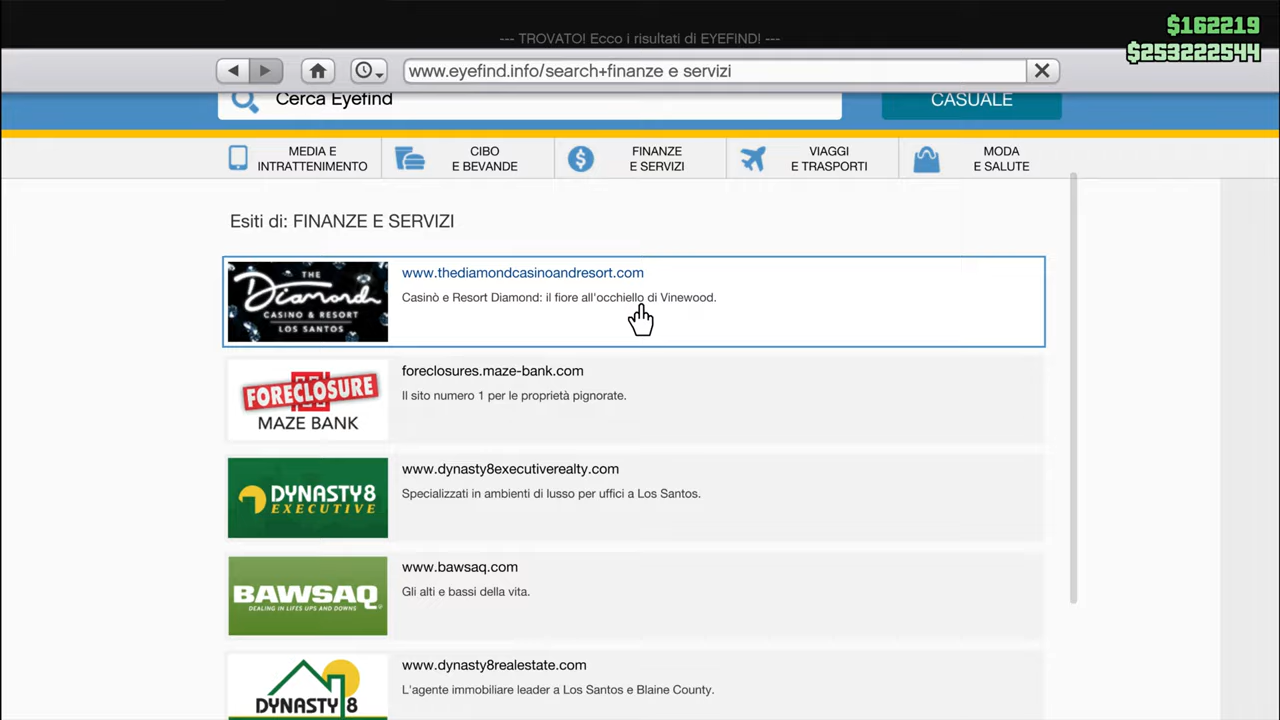 $162219
--- TROVATO! Ecco i risultati di EYEFIND! ---
$253222544
www.eyefind.info/search+finanze e servizi
Cerca Eyefind
CASUALE
MEDIA E
INTRATTENIMENTO
CIBO
E BEVANDE
FINANZE
E SERVIZI
VIAGGI
E TRASPORTI
MODA
E SALUTE
Esiti di: FINANZE E SERVIZI
THE
Diamond
CASINO & RESORT
LOS SANTOS
www.thediamondcasinoandresort.com
Casinò e Resort Diamond: il fiore all'occhiello di Vinewood.
FORECLOSURE
MAZE BANK
foreclosures.maze-bank.com
Il sito numero 1 per le proprietà pignorate.
DYNASTY8
EXECUTIVE
www.dynasty8executiverealty.com
Specializzati in ambienti di lusso per uffici a Los Santos.
BAWSAQ
DEALING IN LIFES UPS AND DOWNS
www.bawsaq.com
Gli alti e bassi della vita.
DYNASTY 8
www.dynasty8realestate.com
L'agente immobiliare leader a Los Santos e Blaine County.